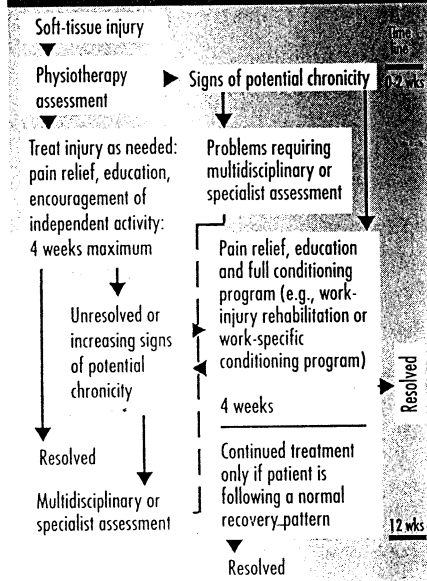 Soft-tissue injury
Time
line
Physiotherapy
assessment
Signs of potential chronicity
0-2 wks
Treat injury as needed:
pain relief, education,
encouragement of
independent activity:
4 weeks maximum
Problems requiring
multidisciplinary or
specialist assessment
Pain relief, education
and full conditioning
program (e.g., work-
injury rehabilitation or
work-specific
conditioning program)
4 weeks
Unresolved or
increasing signs
of potential
chronicity
Resolved
Resolved
Multidisciplinary or
specialist assessment
Continued treatment
only if patient is
following a normal
recovery pattern
12 wks
Resolved